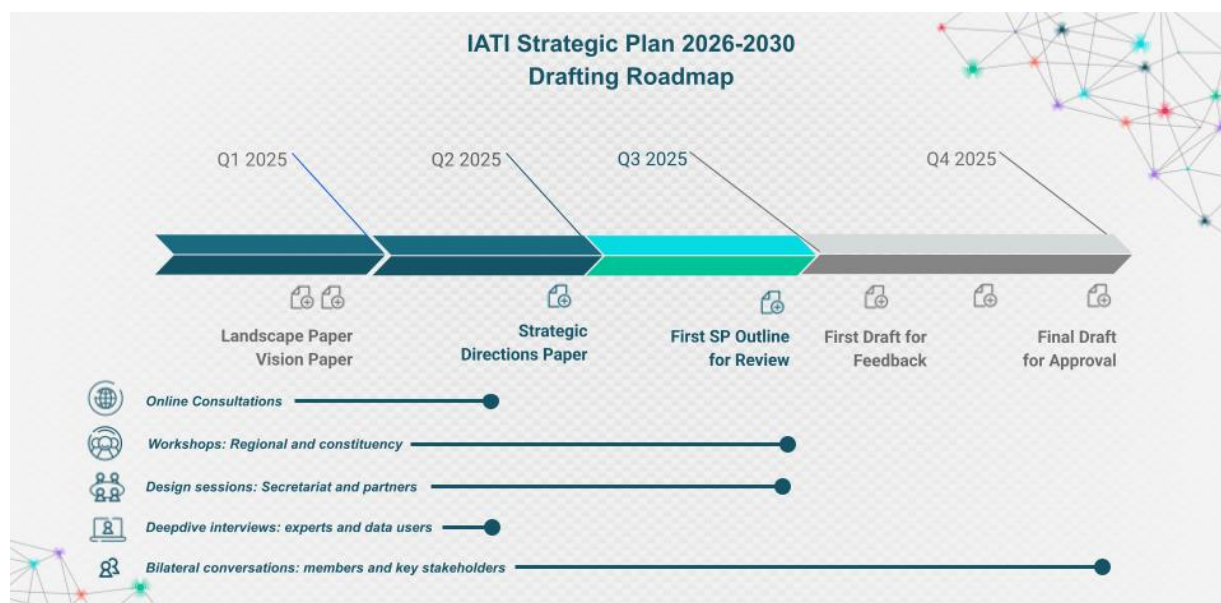 IATI Strategic Plan 2026-2030
Drafting Roadmap
Q1 2025
Q2 2025
Q3 2025
Q4 2025
Landscape Paper
Vision Paper
Strategic
Directions Paper
First SP Outline
for Review
First Draft for
Feedback
Final Draft
for Approval
Online Consultations
Workshops: Regional and constituency
Design sessions: Secretariat and partners
Deepdive interviews: experts and data users
Bilateral conversations: members and key stakeholders